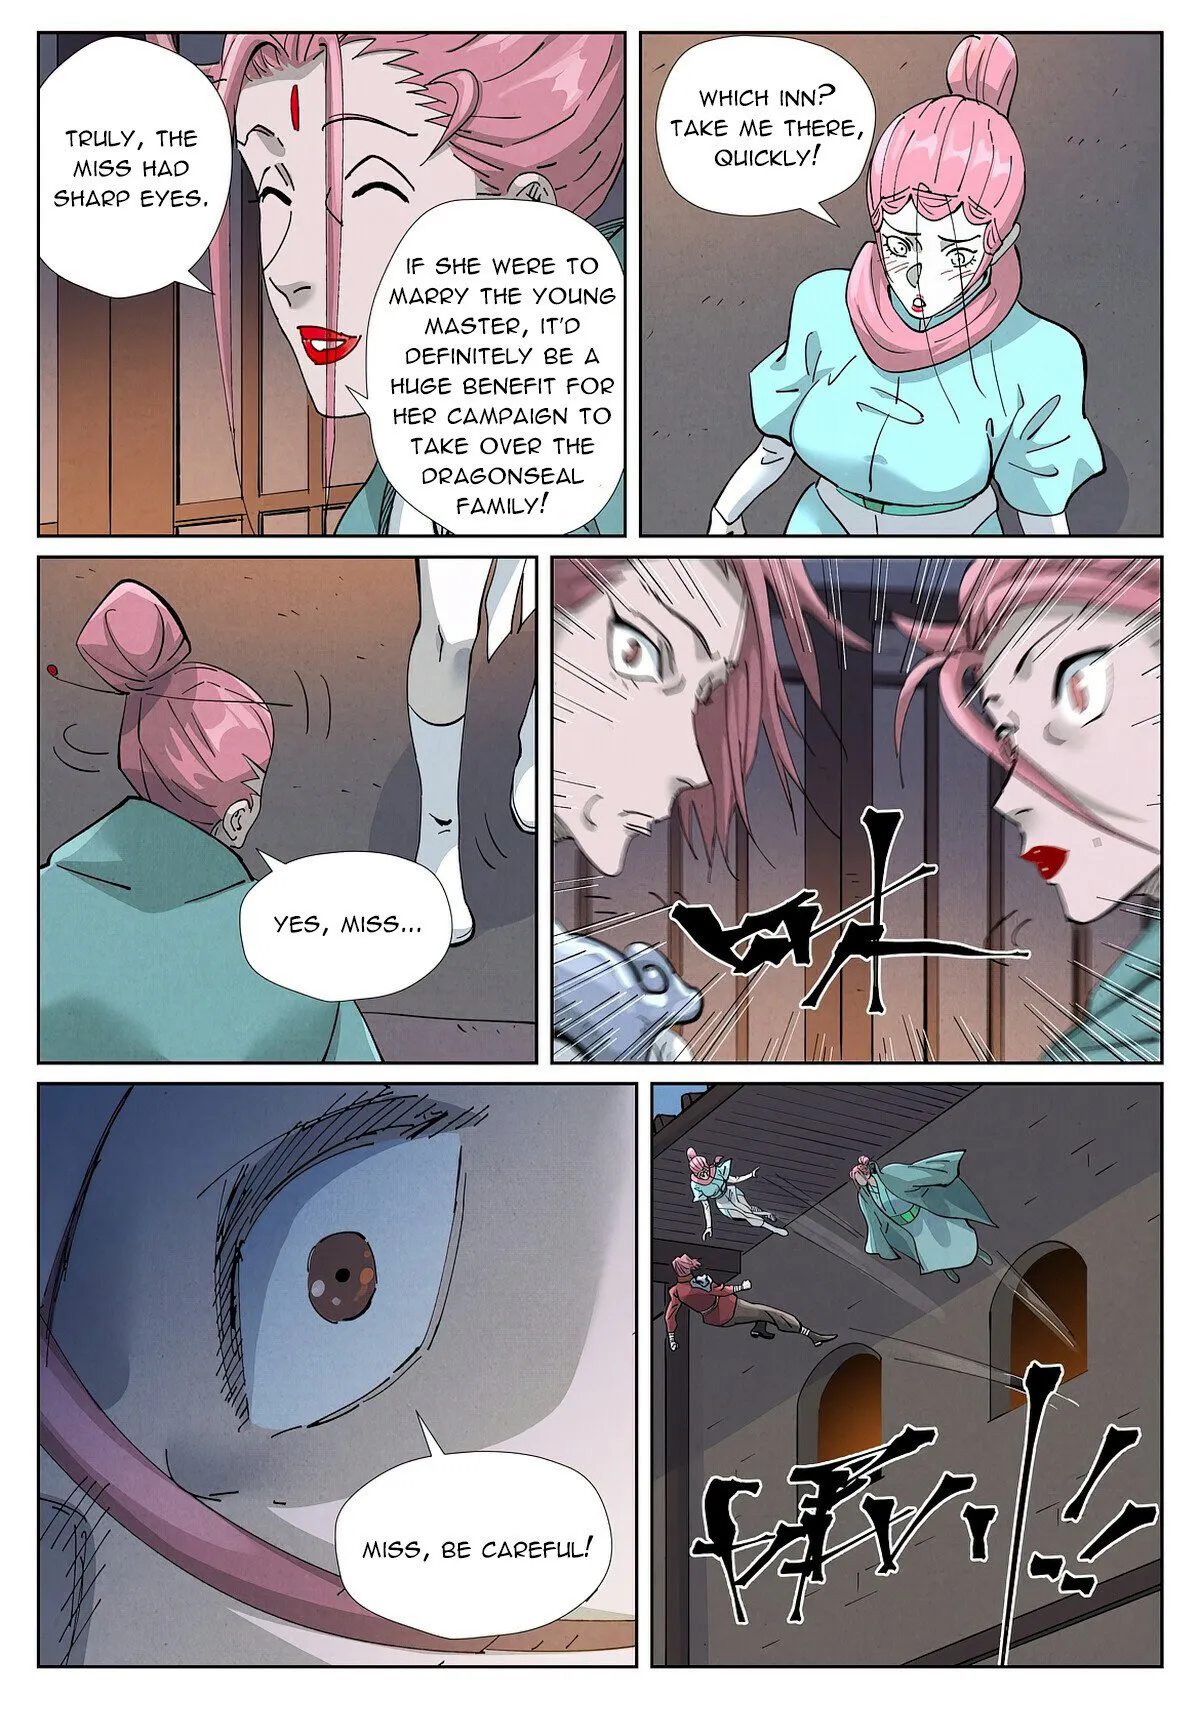 TRULY, THE
MISS HAD
SHARP EYES.
IF SHE WERE TO
MARRY THE YOUNG
MASTER, IT'D
DEFINITELY BE A
HUGE BENEFIT FOR
HER CAMPAIGN TO
TAKE OVER THE
DRAGONSEAL
FAMILY!
WHICH INN?
TAKE ME THERE,
QUICKLY!
YES, MISS...
MISS, BE CAREFUL!